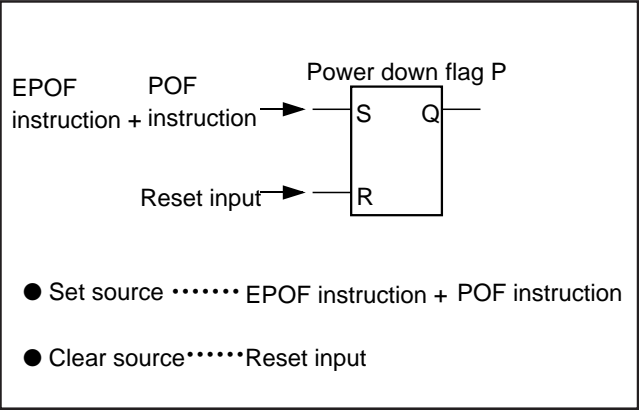 Power down flag P
EPOF instruction + POF instruction
S Q
Reset input
R
● Set source ······· EPOF instruction + POF instruction
● Clear source ······ Reset input